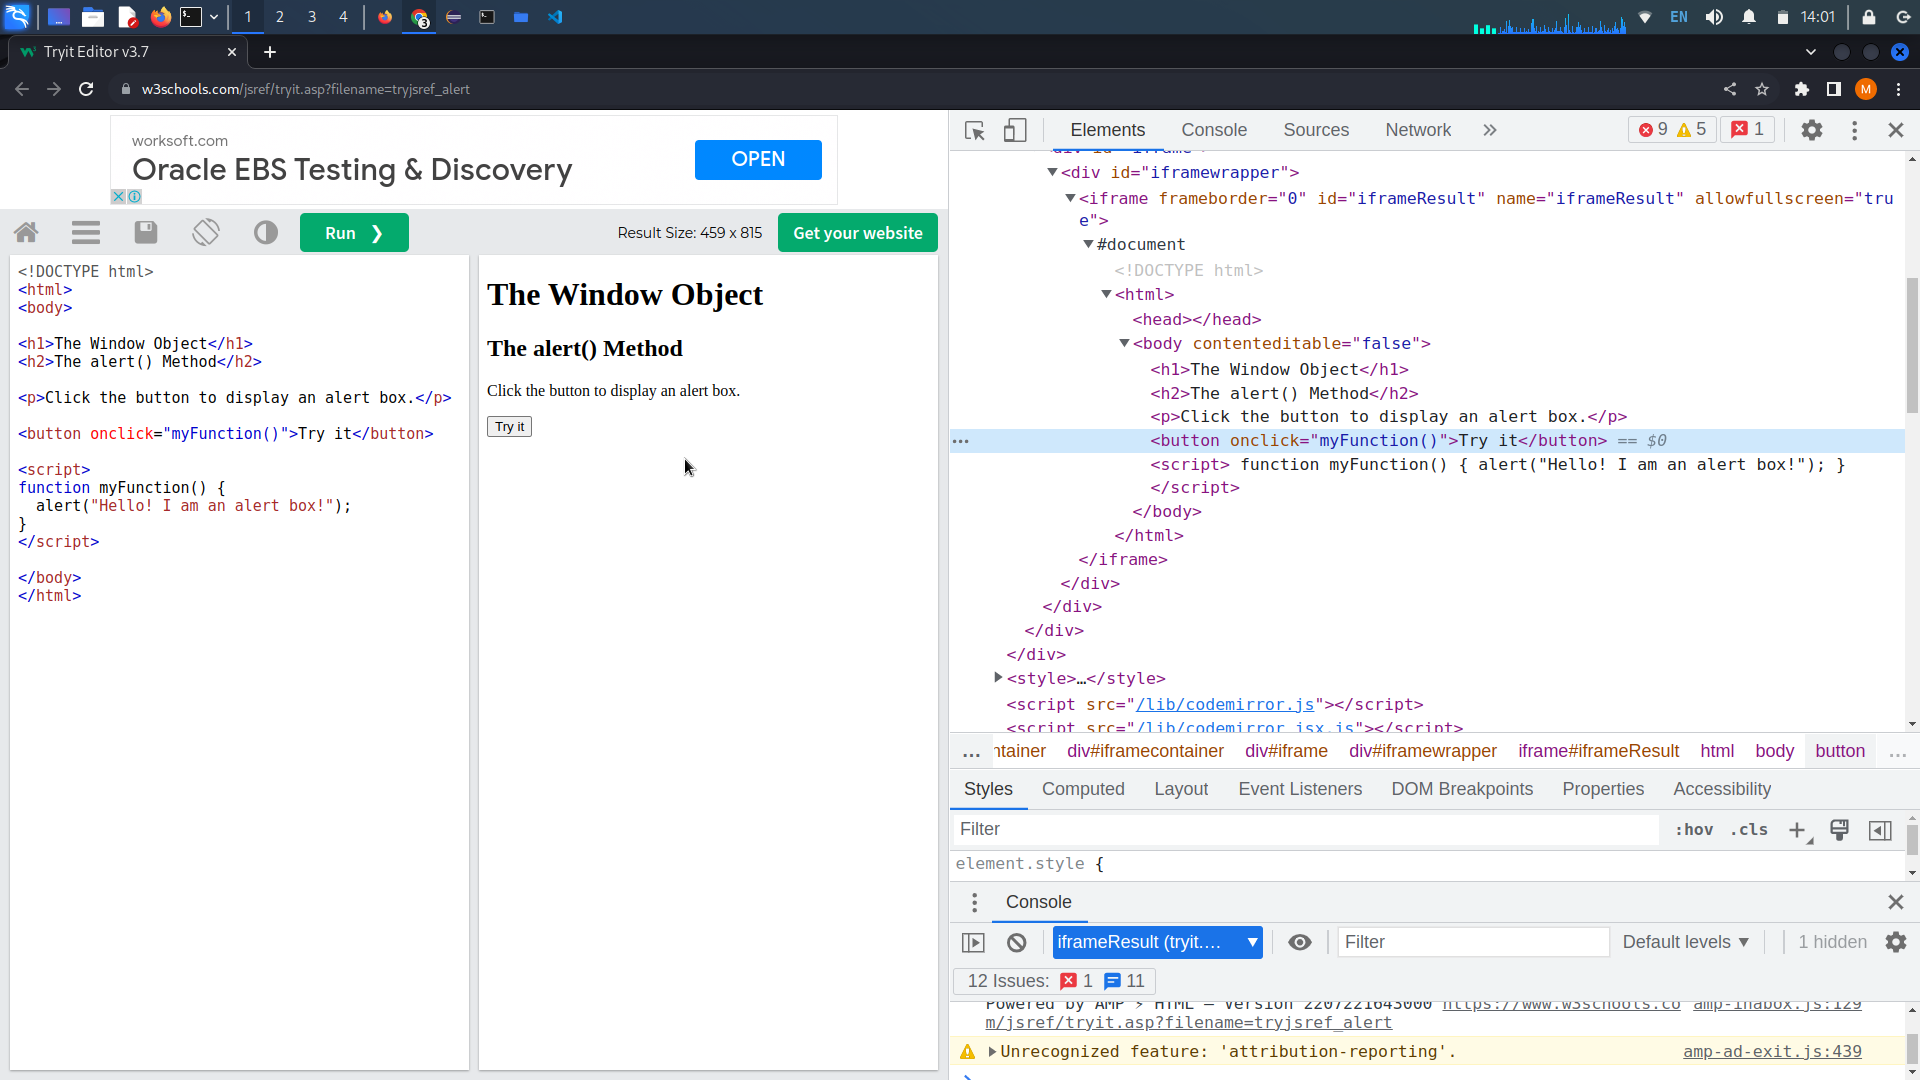 1 2 3 4 3 EN 14:01
Tryit Editor v3.7
w3schools.com/jsref/tryit.asp?filename=tryjsref_alert M
worksoft.com
Oracle EBS Testing & Discovery
OPEN
Run ❯
Result Size: 459 x 815
Get your website
<!DOCTYPE html>
<html>
<body>
<h1>The Window Object</h1>
<h2>The alert() Method</h2>
<p>Click the button to display an alert box.</p>
<button onclick="myFunction()">Try it</button>
<script>
function myFunction() {
  alert("Hello! I am an alert box!");
}
</script>
</body>
</html>
The Window Object
The alert() Method
Click the button to display an alert box.
Try it
Elements Console Sources Network » 9 5 1
<div id="iframewrapper">
<iframe frameborder="0" id="iframeResult" name="iframeResult" allowfullscreen="tru
e">
#document
<!DOCTYPE html>
<html>
<head></head>
<body contenteditable="false">
<h1>The Window Object</h1>
<h2>The alert() Method</h2>
<p>Click the button to display an alert box.</p>
<button onclick="myFunction()">Try it</button> == $0
<script> function myFunction() { alert("Hello! I am an alert box!"); }
</script>
</body>
</html>
</iframe>
</div>
</div>
</div>
</div>
<style>…</style>
<script src="/lib/codemirror.js"></script>
<script src="/lib/codemirror_jsx.js"></script>
… ntainer div#iframecontainer div#iframe div#iframewrapper iframe#iframeResult html body button …
Styles Computed Layout Event Listeners DOM Breakpoints Properties Accessibility
Filter :hov .cls
element.style {
Console
iframeResult (tryit.... Filter Default levels 1 hidden
12 Issues: 1 11
Powered by AMP ⚡ HTML – Version 2207221643000 https://www.w3schools.co amp-inabox.js:129
m/jsref/tryit.asp?filename=tryjsref_alert
Unrecognized feature: 'attribution-reporting'. amp-ad-exit.js:439